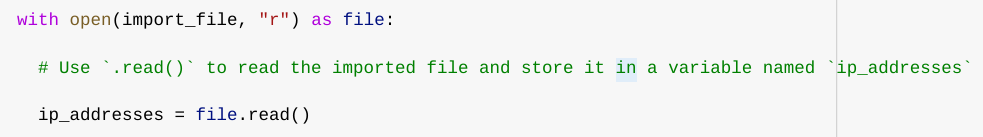 with open(import_file, "r") as file:
# Use `.read()` to read the imported file and store it in a variable named `ip_addresses`
ip_addresses = file.read()